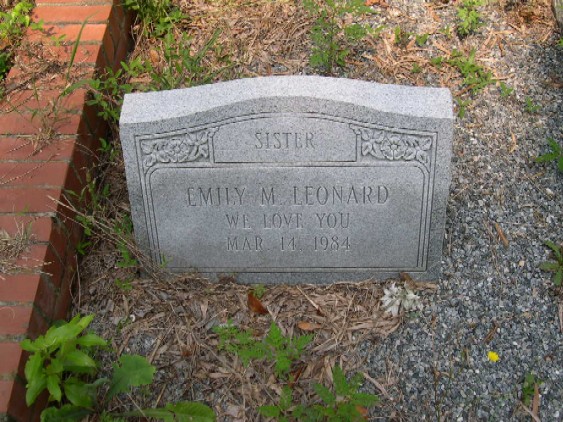 SISTER
EMILY M. LEONARD
WE LOVE YOU
MAR 14 1984